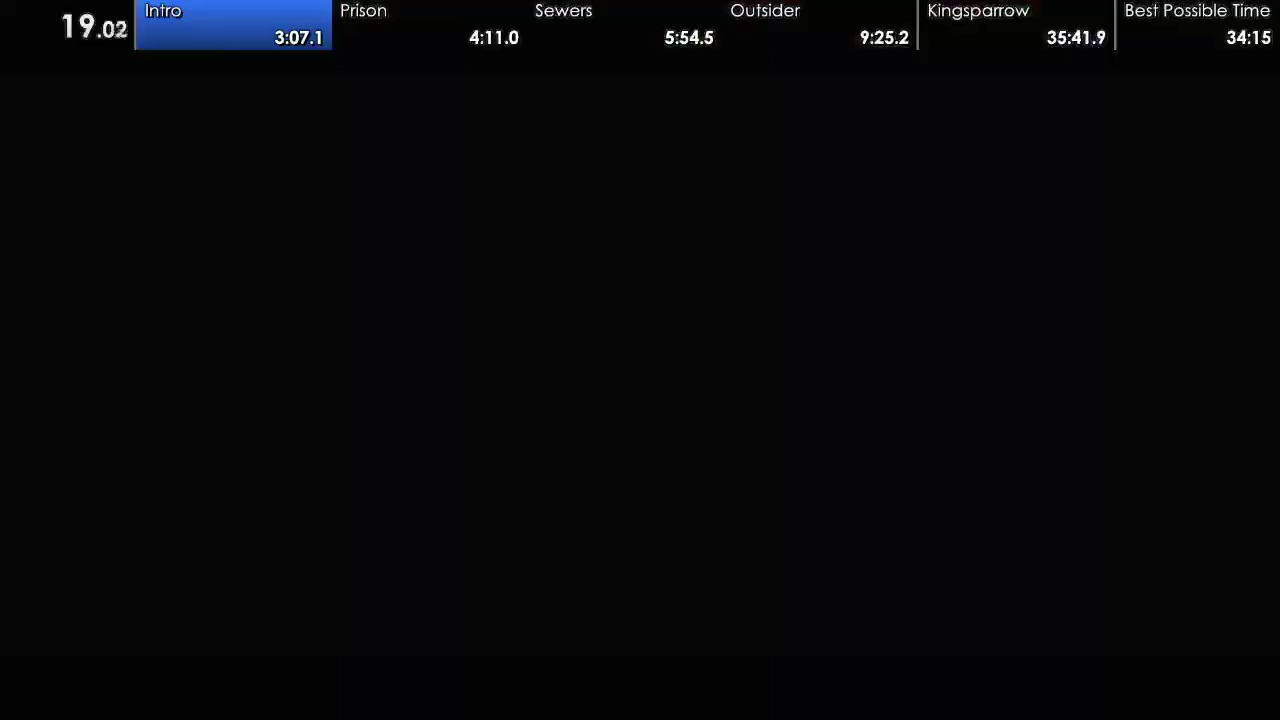 19.02
Intro
3:07.1
Prison
4:11.0
Sewers
5:54.5
Outsider
9:25.2
Kingsparrow
35:41.9
Best Possible Time
34:15